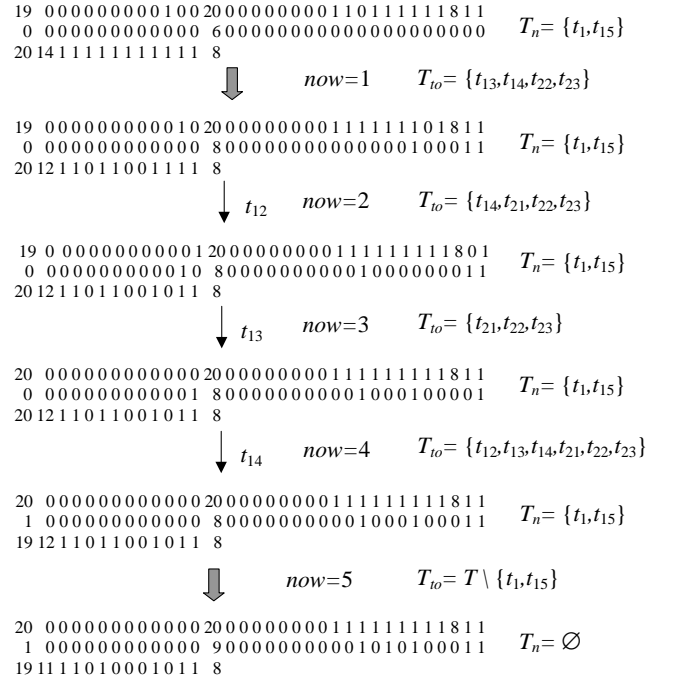 19 0 0 0 0 0 0 0 0 0 1 0 0 20 0 0 0 0 0 0 0 0 1 1 0 1 1 1 1 1 1 8 1 1
0 0 0 0 0 0 0 0 0 0 0 0 0 6 0 0 0 0 0 0 0 0 0 0 0 0 0 0 0 0 0 0 0 0 Tn= {t1,t15}
20 14 1 1 1 1 1 1 1 1 1 1 1 8
now=1 Tto= {t13,t14,t22,t23}
19 0 0 0 0 0 0 0 0 0 0 1 0 20 0 0 0 0 0 0 0 0 1 1 1 1 1 1 1 0 1 8 1 1
0 0 0 0 0 0 0 0 0 0 0 0 0 8 0 0 0 0 0 0 0 0 0 0 0 0 0 0 1 0 0 0 1 1 Tn= {t1,t15}
20 12 1 1 0 1 1 0 0 1 1 1 1 8
t12 now=2 Tto= {t14,t21,t22,t23}
19 0 0 0 0 0 0 0 0 0 0 0 1 20 0 0 0 0 0 0 0 0 1 1 1 1 1 1 1 1 1 8 0 1
0 0 0 0 0 0 0 0 0 0 0 1 0 8 0 0 0 0 0 0 0 0 0 0 1 0 0 0 0 0 0 0 1 1 Tn= {t1,t15}
20 12 1 1 0 1 1 0 0 1 0 1 1 8
t13 now=3 Tto= {t21,t22,t23}
20 0 0 0 0 0 0 0 0 0 0 0 0 20 0 0 0 0 0 0 0 0 1 1 1 1 1 1 1 1 1 8 1 1
0 0 0 0 0 0 0 0 0 0 0 0 1 8 0 0 0 0 0 0 0 0 0 0 1 0 0 0 1 0 0 0 0 1 Tn= {t1,t15}
20 12 1 1 0 1 1 0 0 1 0 1 1 8
t14 now=4 Tto= {t12,t13,t14,t21,t22,t23}
20 0 0 0 0 0 0 0 0 0 0 0 0 20 0 0 0 0 0 0 0 0 1 1 1 1 1 1 1 1 1 8 1 1
1 0 0 0 0 0 0 0 0 0 0 0 0 8 0 0 0 0 0 0 0 0 0 0 1 0 0 0 1 0 0 0 1 1 Tn= {t1,t15}
19 12 1 1 0 1 1 0 0 1 0 1 1 8
now=5 Tto= T \ {t1,t15}
20 0 0 0 0 0 0 0 0 0 0 0 0 20 0 0 0 0 0 0 0 0 1 1 1 1 1 1 1 1 1 8 1 1
1 0 0 0 0 0 0 0 0 0 0 0 0 9 0 0 0 0 0 0 0 0 0 0 1 0 1 0 1 0 0 0 1 1 Tn= ∅
19 11 1 1 0 1 0 0 0 1 0 1 1 8